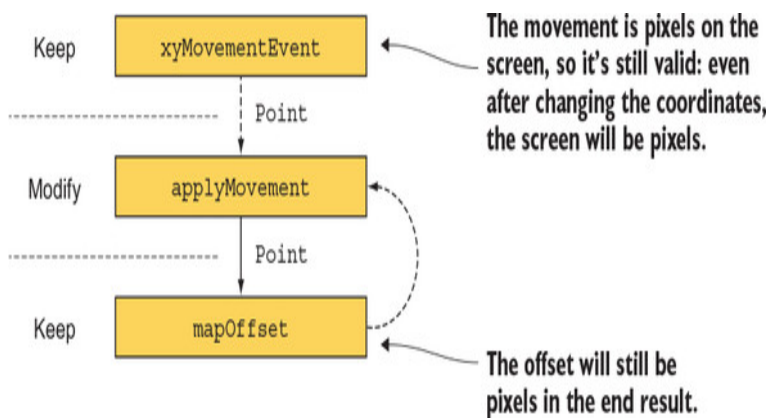 Keep
xyMovementEvent
The movement is pixels on the
screen, so it's still valid: even
after changing the coordinates,
the screen will be pixels.
Point
Modify
applyMovement
Point
Keep
mapOffset
The offset will still be
pixels in the end result.